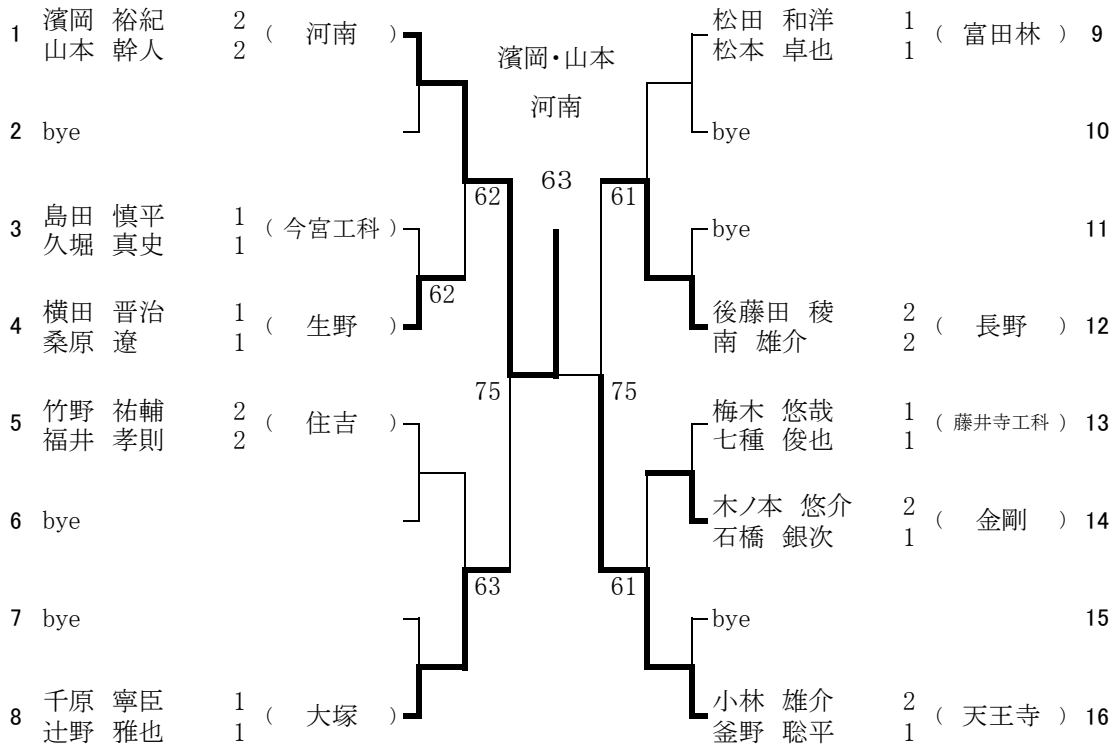 濱岡・山本
河南
63
1 濱岡 裕紀 2 ( 河南 )
山本 幹人 2
2 bye
62
3 島田 慎平 1 ( 今宮工科 )
久堀 真史 1
62
4 横田 晋治 1 ( 生野 )
桑原 遼 1
75
5 竹野 祐輔 2 ( 住吉 )
福井 孝則 2
6 bye
63
7 bye
8 千原 寧臣 1 ( 大塚 )
辻野 雅也 1
松田 和洋 1 ( 富田林 ) 9
松本 卓也 1
bye 10
61
bye 11
後藤田 稜 2 ( 長野 ) 12
南 雄介 2
75
梅木 悠哉 1 ( 藤井寺工科 ) 13
七種 俊也 1
木ノ本 悠介 2 ( 金剛 ) 14
石橋 銀次 1
61
bye 15
小林 雄介 2 ( 天王寺 ) 16
釜野 聡平 1